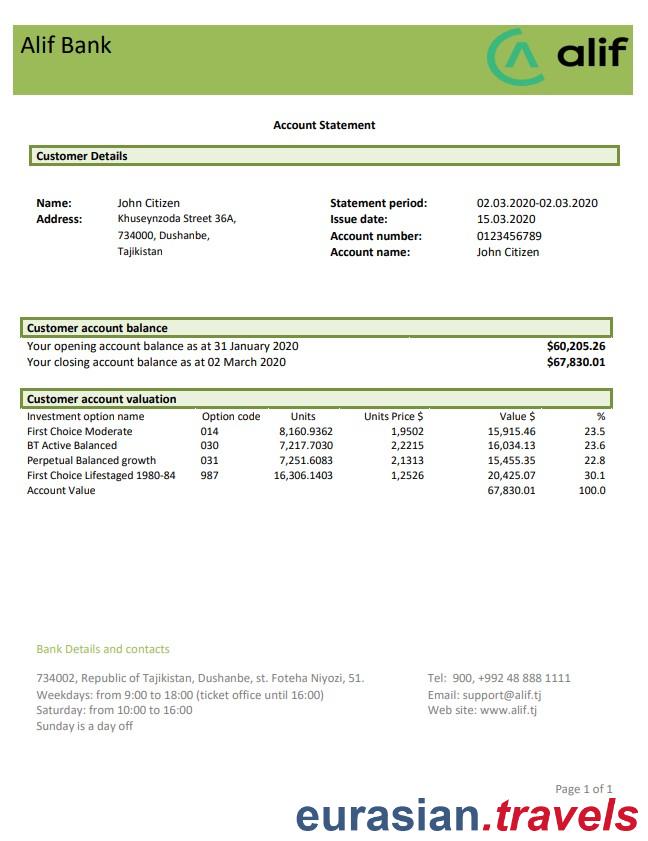 Alif Bank
alif
Account Statement
Customer Details
Name: John Citizen Statement period: 02.03.2020-02.03.2020
Address: Khuseynzoda Street 36A, Issue date: 15.03.2020
734000, Dushanbe, Account number: 0123456789
Tajikistan Account name: John Citizen
Customer account balance
Your opening account balance as at 31 January 2020 $60,205.26
Your closing account balance as at 02 March 2020 $67,830.01
Customer account valuation
Investment option name Option code Units Units Price $ Value $ %
First Choice Moderate 014 8,160.9362 1,9502 15,915.46 23.5
BT Active Balanced 030 7,217.7030 2,2215 16,034.13 23.6
Perpetual Balanced growth 031 7,251.6083 2,1313 15,455.35 22.8
First Choice Lifestaged 1980-84 987 16,306.1403 1,2526 20,425.07 30.1
Account Value 67,830.01 100.0
Bank Details and contacts
734002, Republic of Tajikistan, Dushanbe, st. Foteha Niyozi, 51. Tel: 900, +992 48 888 1111
Weekdays: from 9:00 to 18:00 (ticket office until 16:00) Email: support@alif.tj
Saturday: from 10:00 to 16:00 Web site: www.alif.tj
Sunday is a day off
Page 1 of 1
eurasian.travels